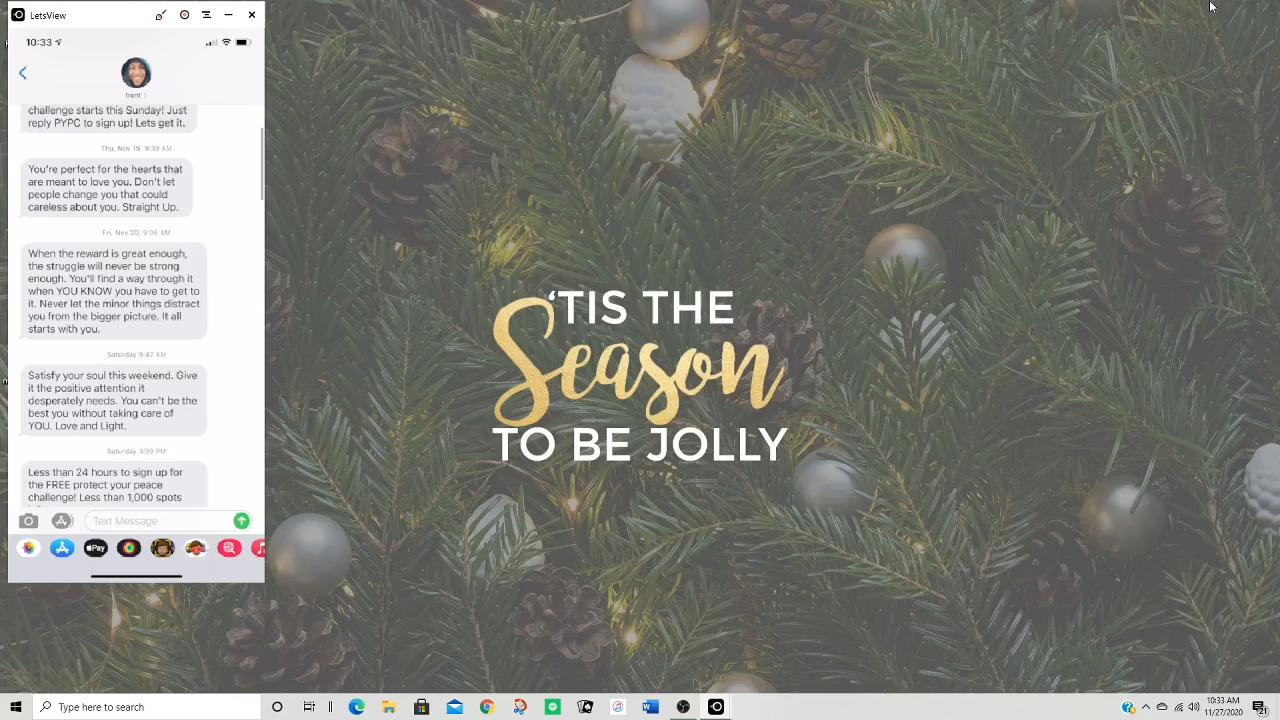 LetsView
10:33
trent
challenge starts this Sunday! Just
reply PYPC to sign up! Lets get it.
Thu, Nov 19, 9:39 AM
You're perfect for the hearts that
are meant to love you. Don't let
people change you that could
careless about you. Straight Up.
Fri, Nov 20, 9:06 AM
When the reward is great enough,
the struggle will never be strong
enough. You'll find a way through it
when YOU KNOW you have to get to
it. Never let the minor things distract
you from the bigger picture. It all
starts with you.
Saturday 9:42 AM
Satisfy your soul this weekend. Give
it the positive attention it
desperately needs. You can't be the
best you without taking care of
YOU. Love and Light.
Saturday 8:39 PM
Less than 24 hours to sign up for
the FREE protect your peace
challenge! Less than 1,000 spots
Text Message
Pay
'TIS THE
Season
TO BE JOLLY
Type here to search
10:33 AM
11/27/2020
21